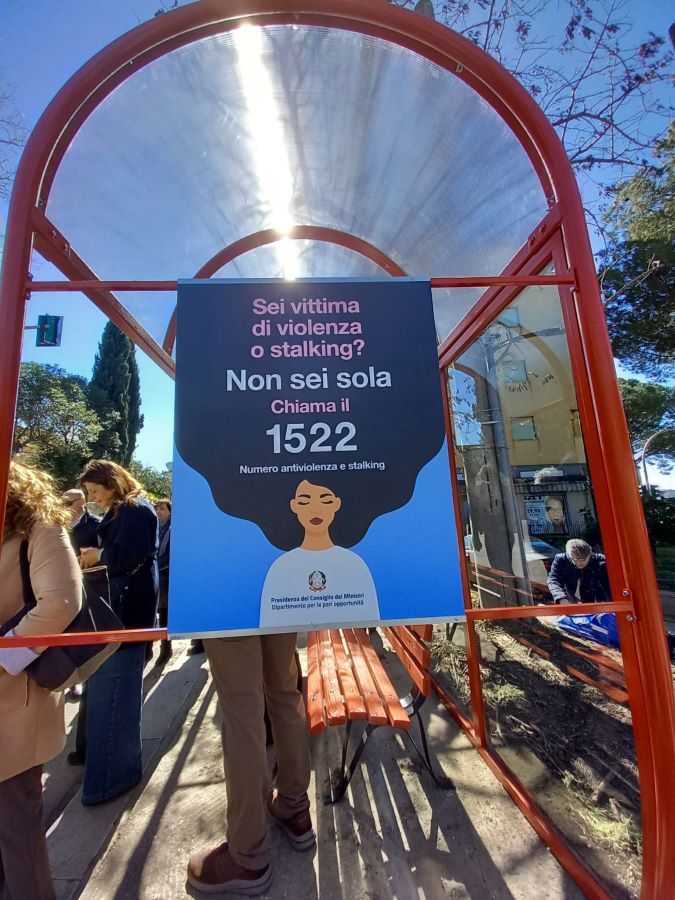 Sei vittima
di violenza
o stalking?
Non sei sola
Chiama il
1522
Numero antiviolenza e stalking
Presidenza del Consiglio dei Ministri
Dipartimento per le pari opportunità